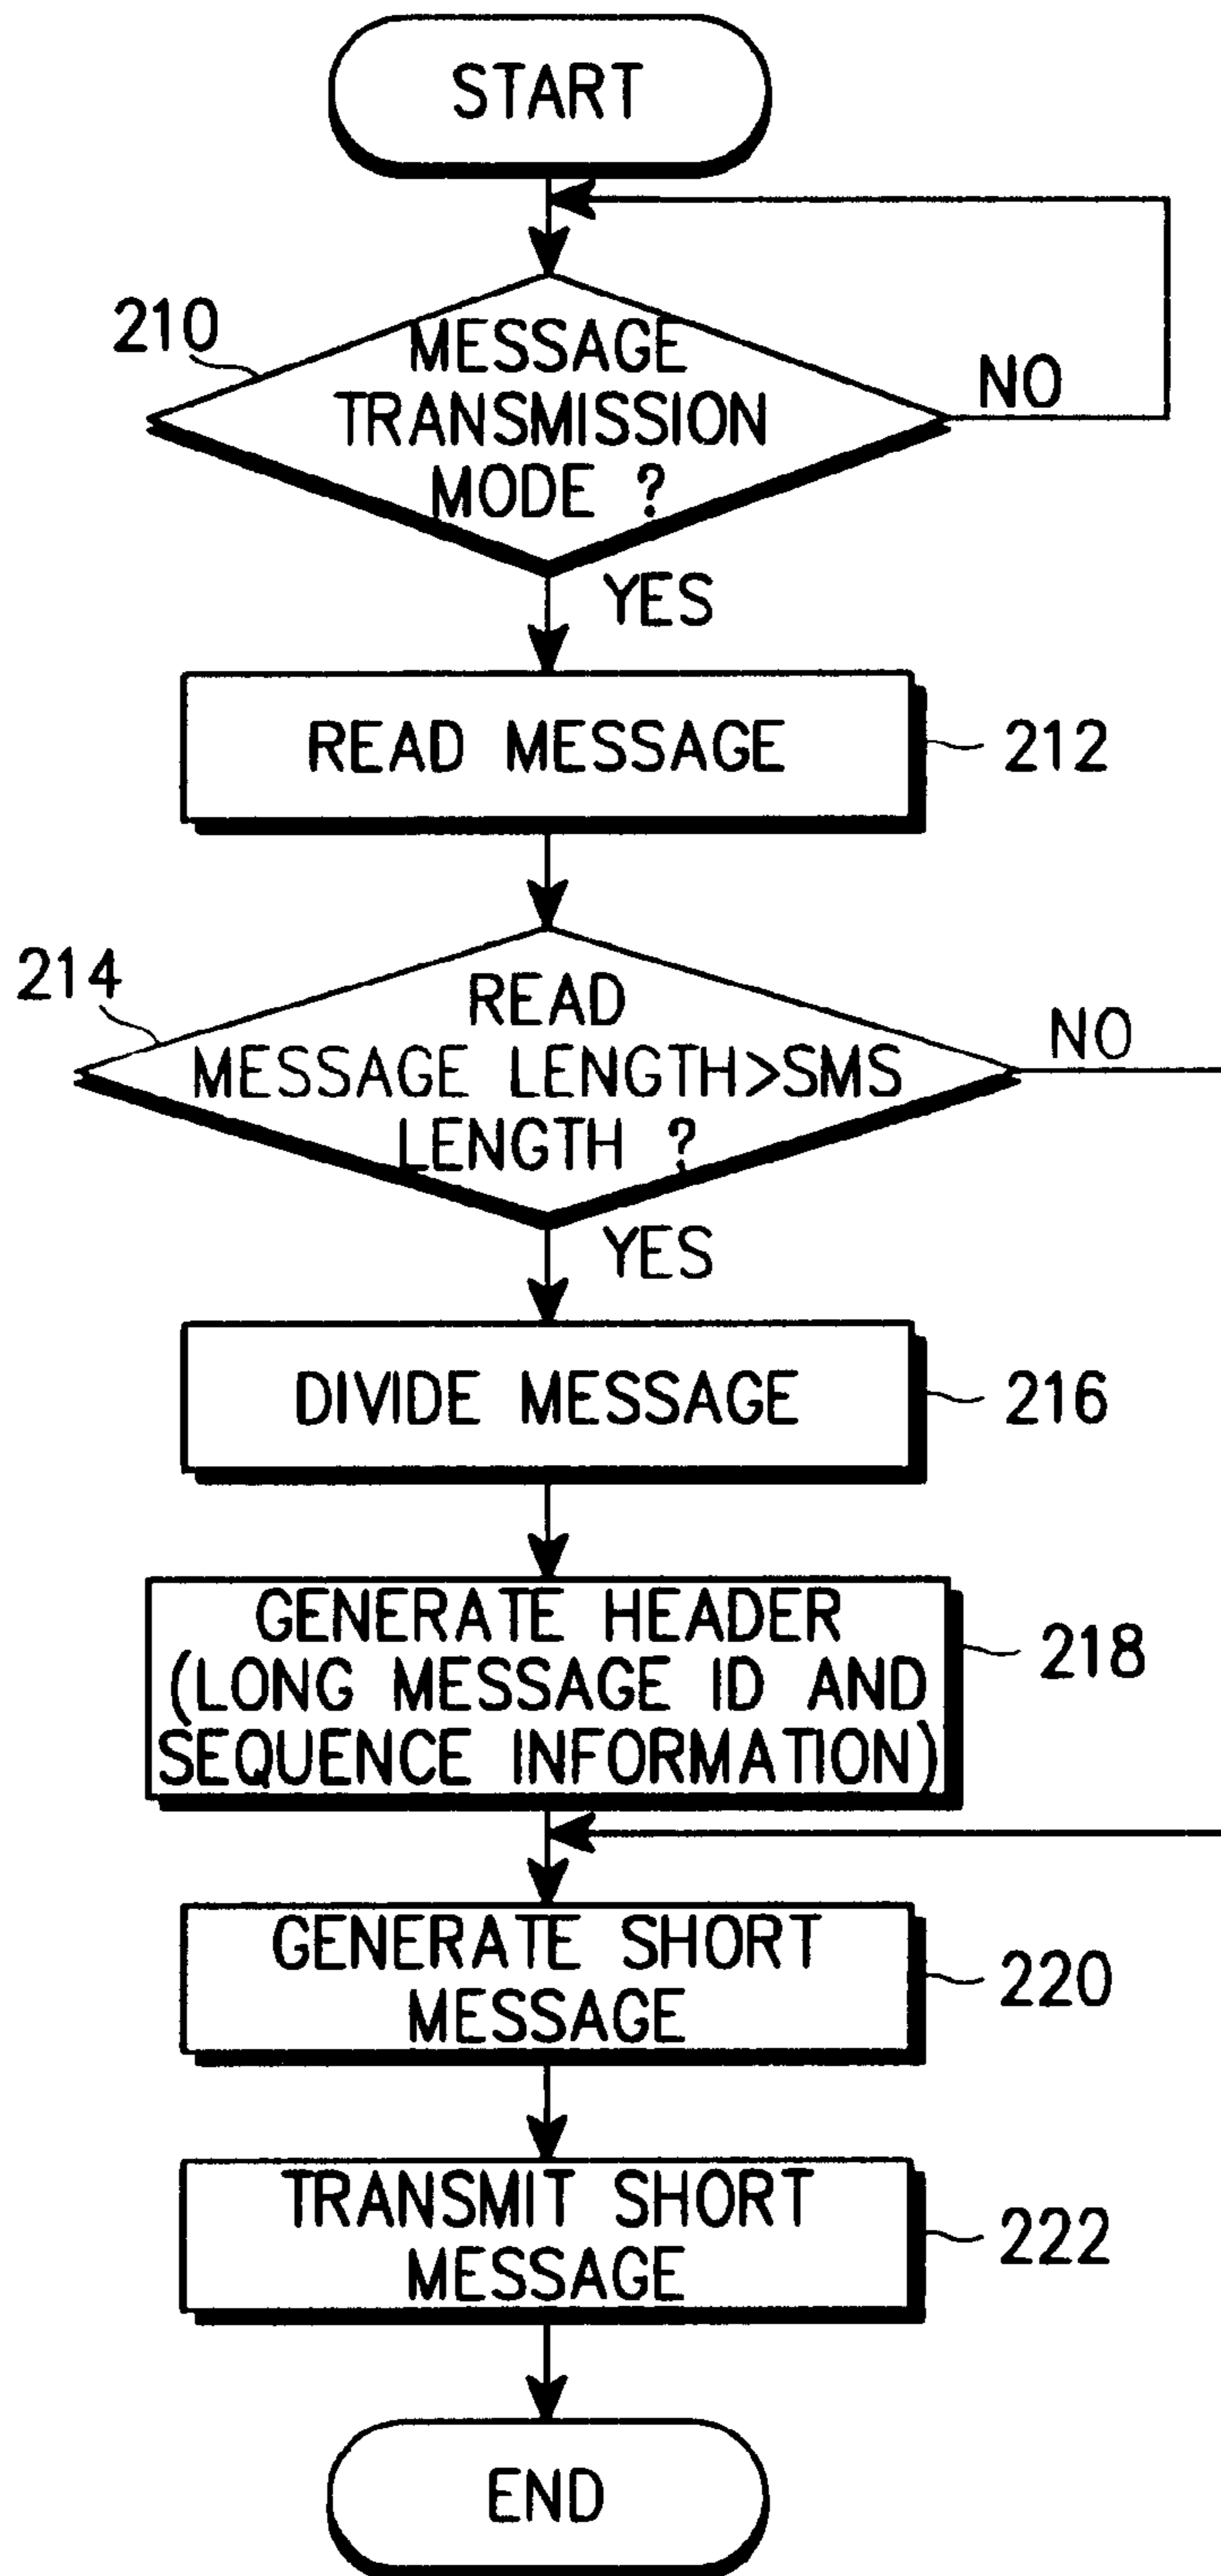 START
210
MESSAGE
TRANSMISSION
MODE ?
NO
YES
READ MESSAGE
212
214
READ
MESSAGE LENGTH>SMS
LENGTH ?
NO
YES
DIVIDE MESSAGE
216
GENERATE HEADER
(LONG MESSAGE ID AND
SEQUENCE INFORMATION)
218
GENERATE SHORT
MESSAGE
220
TRANSMIT SHORT
MESSAGE
222
END